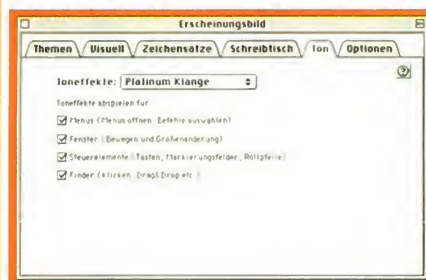 Erscheinungsbild
Themen Visuell Zeichensätze Schreibtisch Ton Optionen
Toneffekte: Platinum Klänge
Toneffekte abspielen für
Menüs (Menüs öffnen, Befehle auswählen)
Fenster (Bewegen und Größenänderung)
Steuerelemente (Tasten, Markierungsfelder, Rollpfeile)
Finder (Klicken, Drag&Drop etc.)